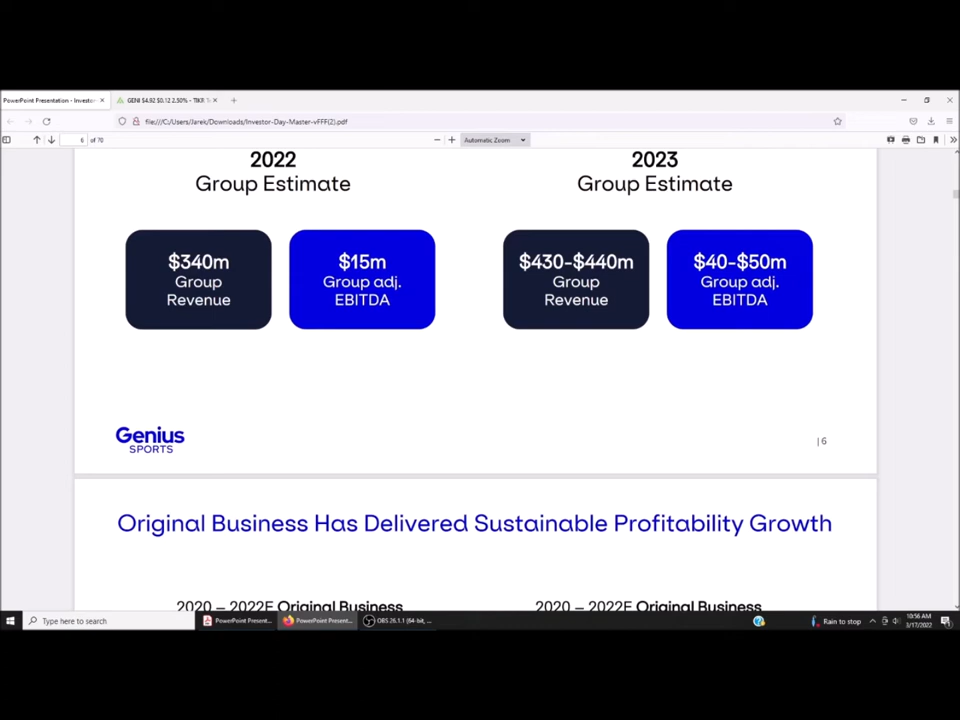 PowerPoint Presentation - Investor-
GENI $4.92 $0.12 2.50% - TIKR T
file:///C:/Users/Jarek/Downloads/Investor-Day-Master-vFFF(2).pdf
6 of 70
Automatic Zoom
2022
Group Estimate
2023
Group Estimate
$340m
Group
Revenue
$15m
Group adj.
EBITDA
$430-$440m
Group
Revenue
$40-$50m
Group adj.
EBITDA
Genius
SPORTS
|6
Original Business Has Delivered Sustainable Profitability Growth
2020 – 2022E Original Business
2020 – 2022E Original Business
Type here to search
PowerPoint Present...
PowerPoint Present...
OBS 26.1.1 (64-bit, ...
Rain to stop
10:56 AM
3/17/2022